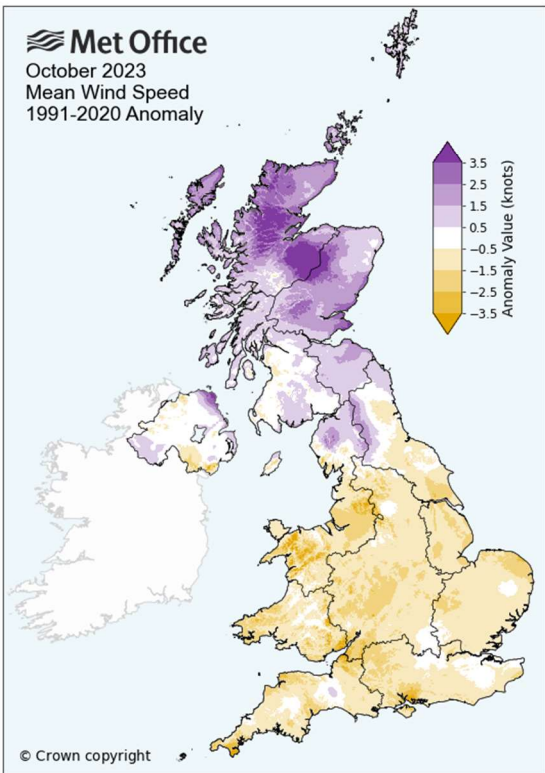 Met Office
October 2023
Mean Wind Speed
1991-2020 Anomaly
3.5
2.5
1.5
0.5
−0.5
−1.5
−2.5
−3.5
Anomaly Value (knots)
© Crown copyright